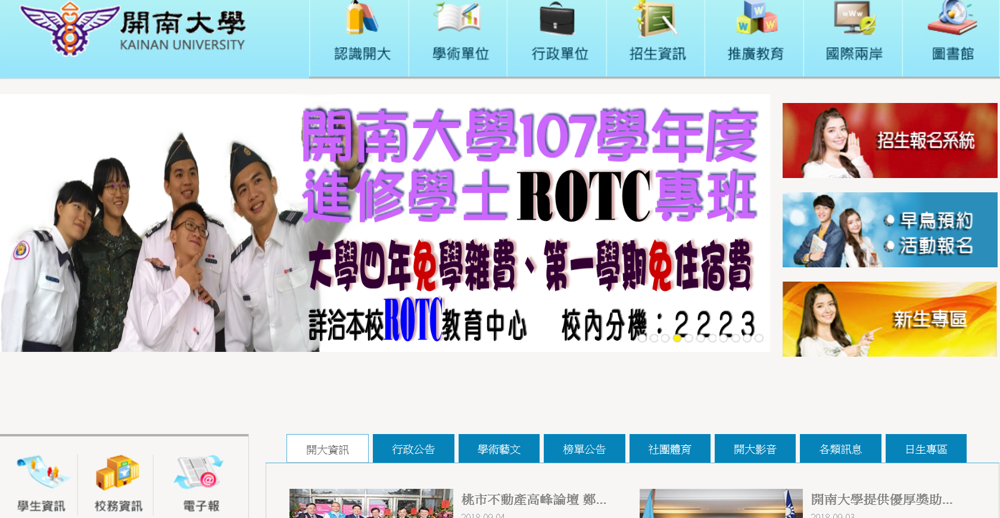 開南大學
KAINAN UNIVERSITY
認識開大
學術單位
行政單位
招生資訊
推廣教育
國際兩岸
圖書館
開南大學107學年度
進修學士ROTC專班
大學四年免學雜費、第一學期免住宿費
詳洽本校ROTC教育中心 校內分機：2223
招生報名系統
早鳥預約
活動報名
新生專區
學生資訊
校務資訊
電子報
開大資訊
行政公告
學術藝文
榜單公告
社團體育
開大影音
各類訊息
日生專區
桃市不動產高峰論壇 鄭...
2018-09-04
開南大學提供優厚獎助...
2018-09-03